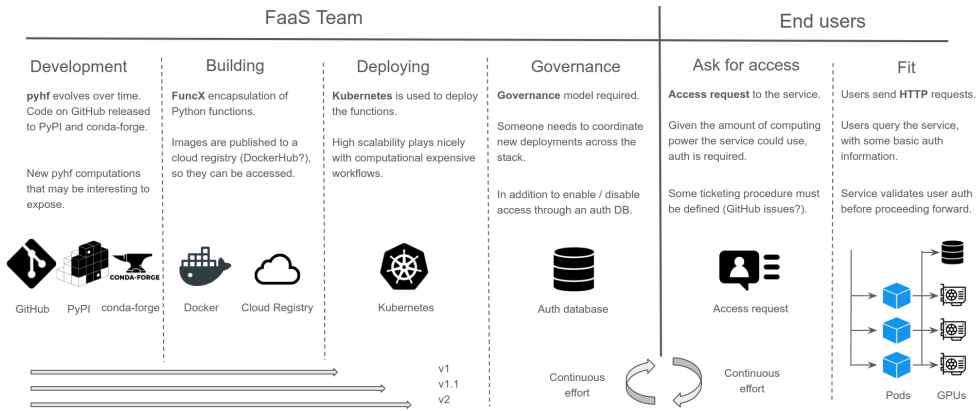 FaaS Team
End users
Development
pyhf evolves over time.
Code on GitHub released
to PyPI and conda-forge.
New pyhf computations
that may be interesting to
expose.
GitHub
PyPI
CONDA-FORGE
conda-forge
Building
FuncX encapsulation of
Python functions.
Images are published to a
cloud registry (DockerHub?),
so they can be accessed.
Docker
Cloud Registry
Deploying
Kubernetes is used to deploy
the functions.
High scalability plays nicely
with computational expensive
workflows.
Kubernetes
Governance
Governance model required.
Someone needs to coordinate
new deployments across the
stack.
In addition to enable / disable
access through an auth DB.
Auth database
Ask for access
Access request to the service.
Given the amount of computing
power the service could use,
auth is required.
Some ticketing procedure must
be defined (GitHub issues?).
Access request
Fit
Users send HTTP requests.
Users query the service,
with some basic auth
information.
Service validates user auth
before proceeding forward.
Pods
GPUs
v1
v1.1
v2
Continuous
effort
Continuous
effort